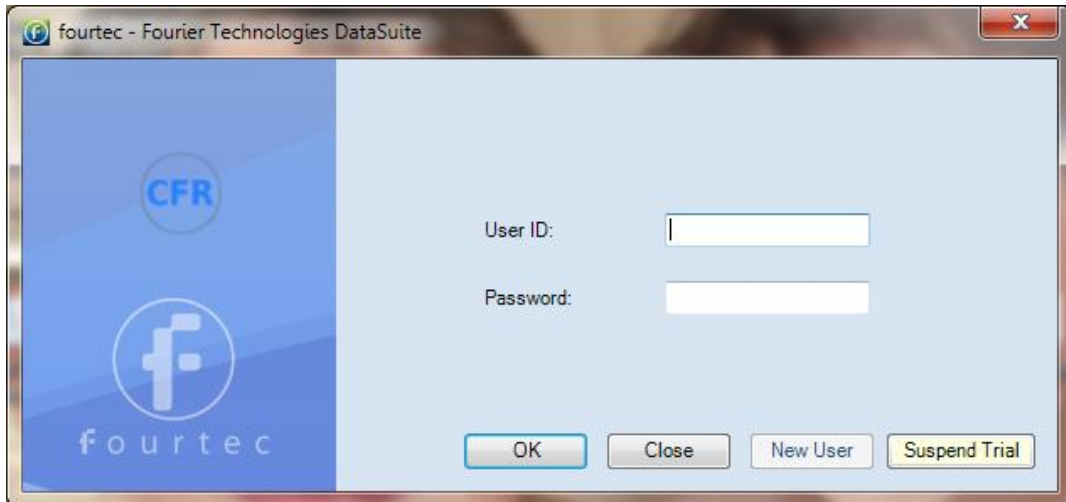 fourtec - Fourier Technologies DataSuite
CFR
User ID:
Password:
fourtec
OK Close New User Suspend Trial